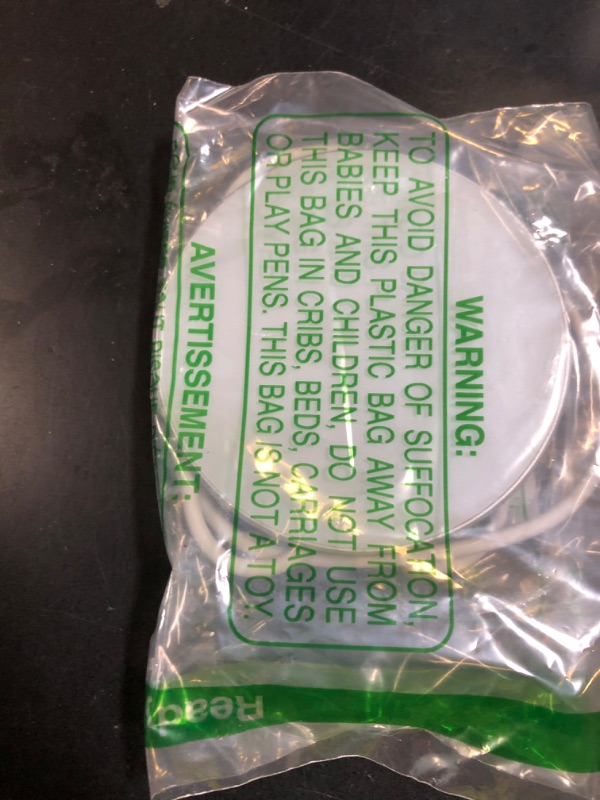 WARNING:
TO AVOID DANGER OF SUFFOCATION,
KEEP THIS PLASTIC BAG AWAY FROM
BABIES AND CHILDREN, DO NOT USE
THIS BAG IN CRIBS, BEDS, CARRIAGES
OR PLAY PENS. THIS BAG IS NOT A TOY.
AVERTISSEMENT:
Ready